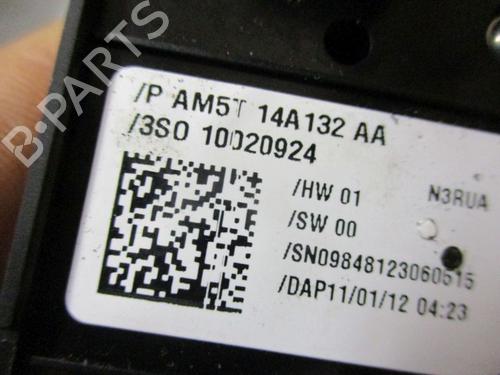 /P AM5T 14A132 AA
/3S0 10020924
/HW 01 N3RUA
/SW 00
/SN09848123060515
/DAP11/01/12 04:23
B-PARTS